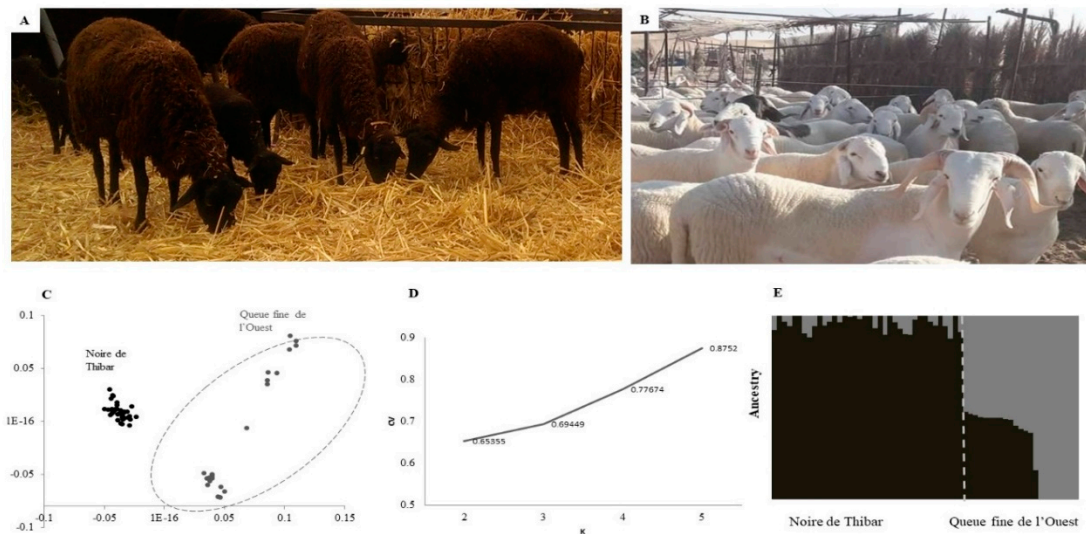 A
B
C
Queue fine de
l'Ouest
Noire de
Thibar
0.1
0.05
1E-16
-0.05
-0.1
-0.1
-0.05
1E-16
0.05
0.1
0.15
D
0.9
0.8
0.7
0.6
0.5
CV
0.65355
0.69449
0.77674
0.8752
2
3
4
5
K
E
Ancestry
Noire de Thibar
Queue fine de l'Ouest